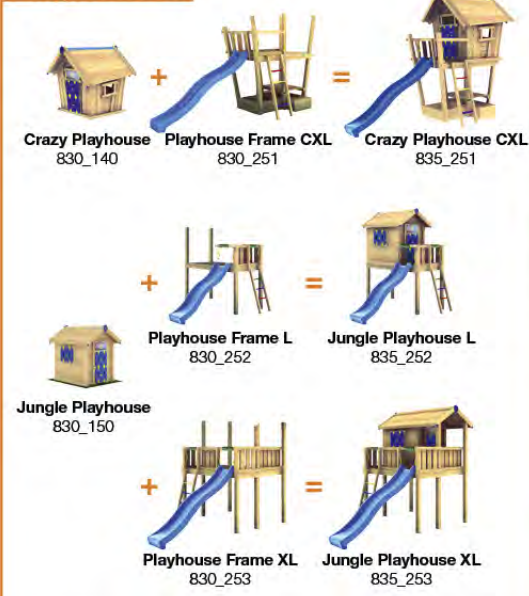 Crazy Playhouse
830_140
+
Playhouse Frame CXL
830_251
=
Crazy Playhouse CXL
835_251
+
Playhouse Frame L
830_252
=
Jungle Playhouse L
835_252
Jungle Playhouse
830_150
+
Playhouse Frame XL
830_253
=
Jungle Playhouse XL
835_253